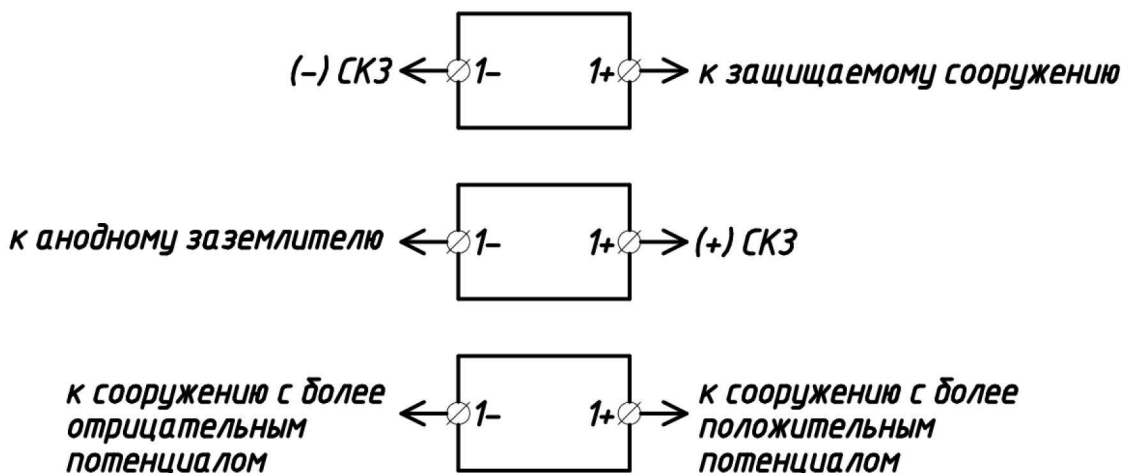 (-) СКЗ 1- 1+ к защищаемому сооружению
к анодному заземлителю 1- 1+ (+) СКЗ
к сооружению с более 1- 1+ к сооружению с более
отрицательным положительным
потенциалом потенциалом